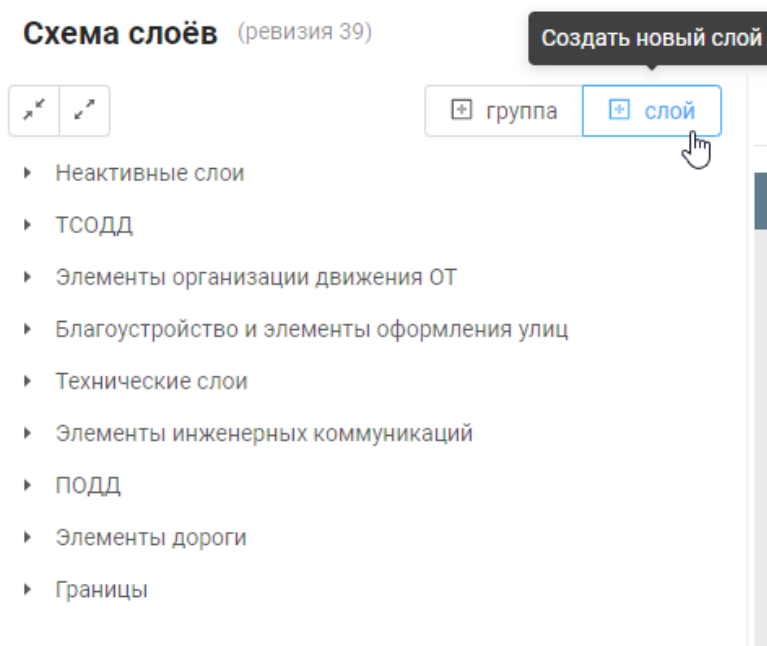 Схема слоёв (ревизия 39)
Создать новый слой
группа слой
Неактивные слои
ТСОДД
Элементы организации движения ОТ
Благоустройство и элементы оформления улиц
Технические слои
Элементы инженерных коммуникаций
ПОДД
Элементы дороги
Границы